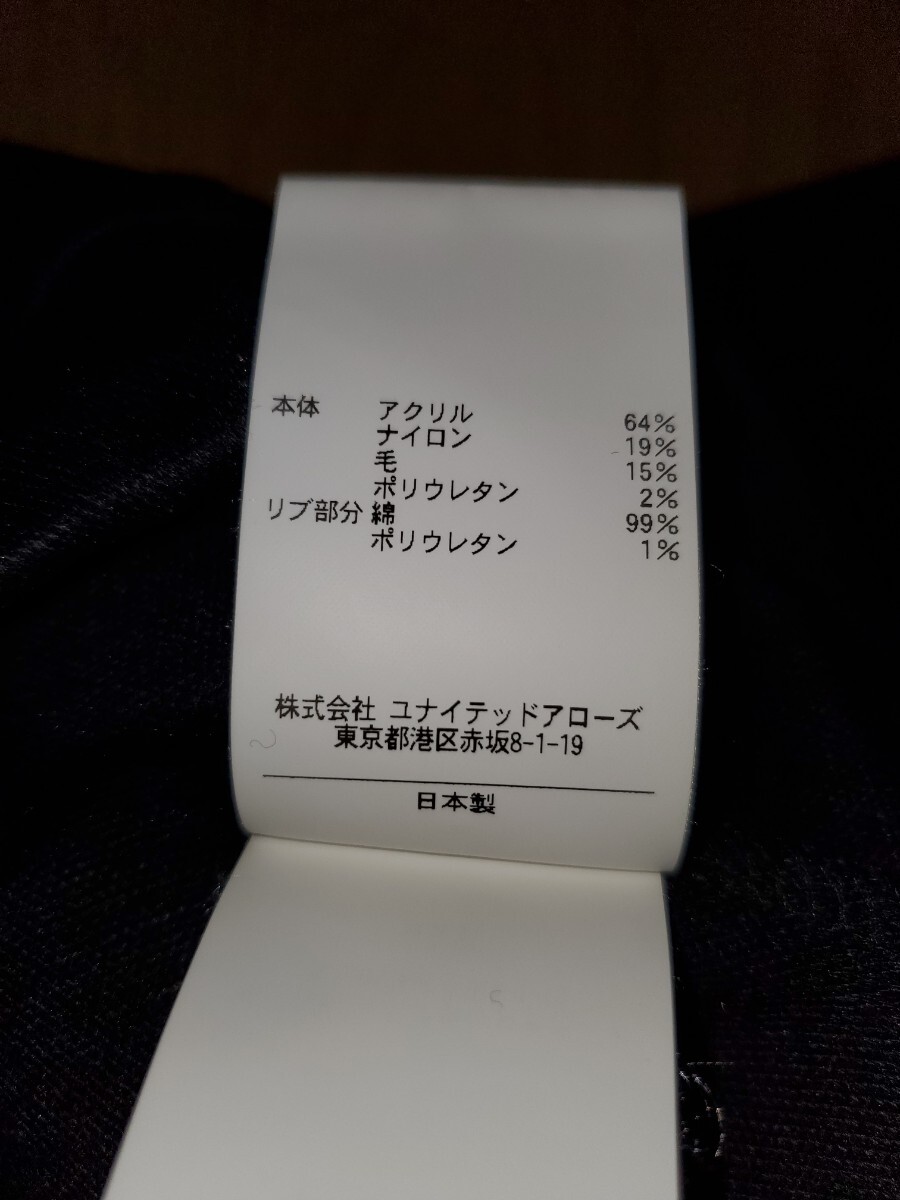 本体 アクリル 64%
ナイロン 19%
毛 15%
ポリウレタン 2%
リブ部分 綿 99%
ポリウレタン 1%
株式会社 ユナイテッドアローズ
東京都港区赤坂8-1-19
日本製